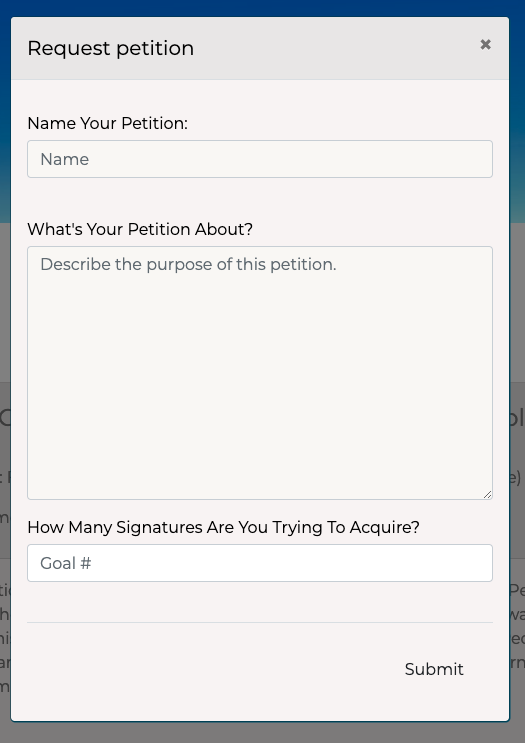 Request petition
Name Your Petition:
Name
What's Your Petition About?
Describe the purpose of this petition.
How Many Signatures Are You Trying To Acquire?
Goal #
Submit